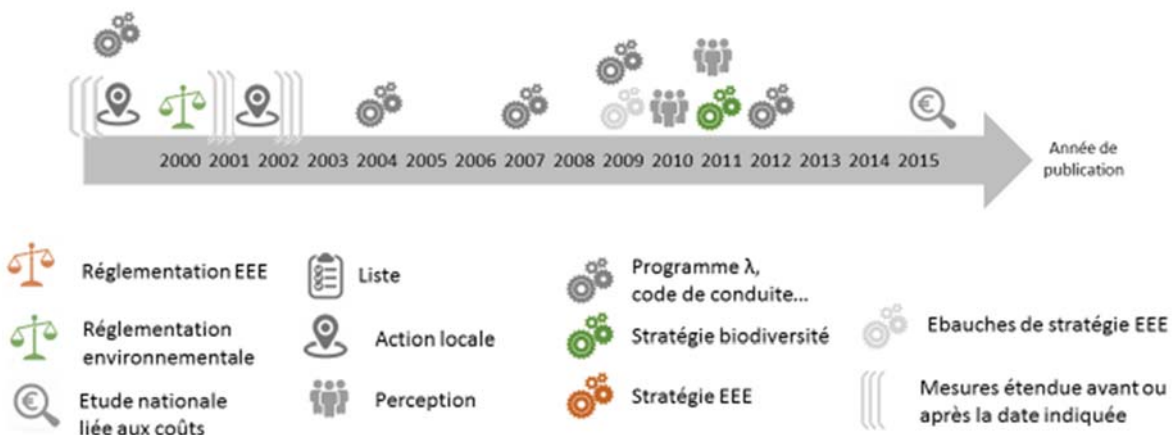 2000 2001 2002 2003 2004 2005 2006 2007 2008 2009 2010 2011 2012 2013 2014 2015
Année de
publication
Réglementation EEE
Liste
Programme λ,
code de conduite...
Réglementation
environnementale
Action locale
Stratégie biodiversité
Ebauches de stratégie EEE
Etude nationale
liée aux coûts
Perception
Stratégie EEE
Mesures étendue avant ou
après la date indiquée